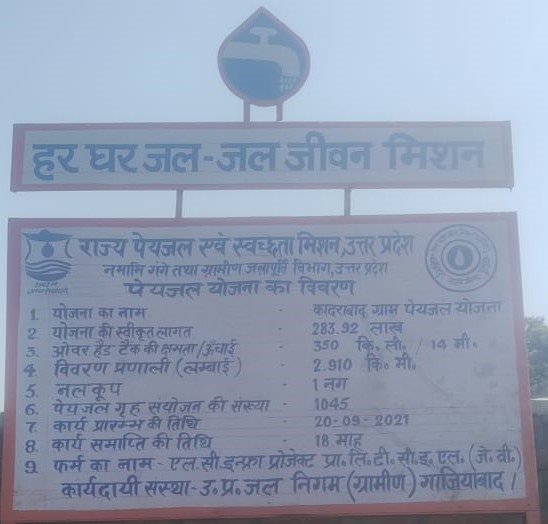 हर घर जल-जल जीवन मिशन
राज्य पेयजल एवं स्वच्छता मिशन, उत्तर प्रदेश
नमामि गंगे तथा ग्रामीण जलापूर्ति विभाग, उत्तर प्रदेश
पेयजल योजना का विवरण
1. योजना का नाम - कादराबाद ग्राम पेयजल योजना
2. योजना की स्वीकृत लागत - 283.92 लाख
3. ओवर हैड टैंक की क्षमता/ऊँचाई - 350 कि. ली. / 14 मी.
4. विवरण प्रणाली (लम्बाई) - 2.910 कि. मी.
5. नलकूप - 1 नग
6. पेयजल गृह संयोजन की संख्या - 1045
7. कार्य प्रारम्भ की तिथि - 20-09-2021
8. कार्य समाप्ति की तिथि - 18 माह
9. फर्म का नाम - एल.सी.इन्फ्रा प्रोजेक्ट प्रा. लि. टी. सी. इ. एल. (जे. वी.)
कार्यदायी संस्था-उ.प्र.जल निगम (ग्रामीण) गाजियाबाद।